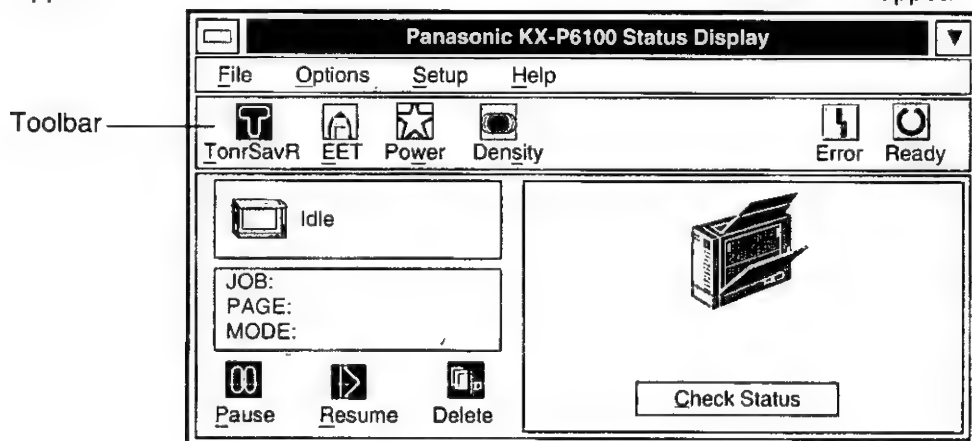 Panasonic KX-P6100 Status Display
File Options Setup Help
Toolbar
TonrSavR EET Power Density Error Ready
Idle
JOB:
PAGE:
MODE:
Pause Resume Delete
Check Status